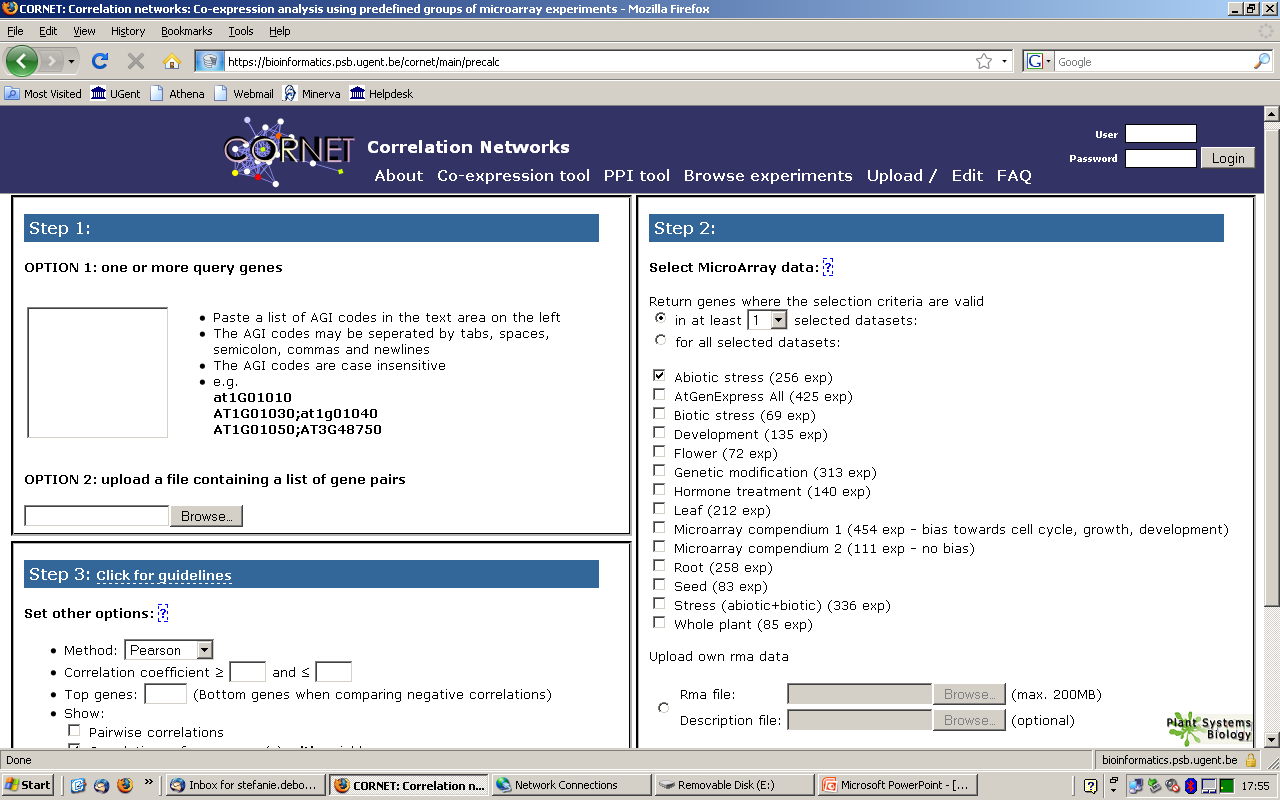 CORNET: Correlation networks: Co-expression analysis using predefined groups of microarray experiments - Mozilla Firefox
File Edit View History Bookmarks Tools Help
https://bioinformatics.psb.ugent.be/cornet/main/precalc
G Google
Most Visited UGent Athena Webmail Minerva Helpdesk
CORNET
Correlation Networks
About Co-expression tool PPI tool Browse experiments Upload / Edit FAQ
User
Password Login
Step 1:
OPTION 1: one or more query genes
Paste a list of AGI codes in the text area on the left
The AGI codes may be seperated by tabs, spaces,
semicolon, commas and newlines
The AGI codes are case insensitive
e.g.
at1G01010
AT1G01030;at1g01040
AT1G01050;AT3G48750
OPTION 2: upload a file containing a list of gene pairs
Browse...
Step 3: Click for guidelines
Set other options: ?
Method: Pearson
Correlation coefficient ≥ and ≤
Top genes: (Bottom genes when comparing negative correlations)
Show:
Pairwise correlations
Step 2:
Select MicroArray data: ?
Return genes where the selection criteria are valid
in at least 1 selected datasets:
for all selected datasets:
Abiotic stress (256 exp)
AtGenExpress All (425 exp)
Biotic stress (69 exp)
Development (135 exp)
Flower (72 exp)
Genetic modification (313 exp)
Hormone treatment (140 exp)
Leaf (212 exp)
Microarray compendium 1 (454 exp - bias towards cell cycle, growth, development)
Microarray compendium 2 (111 exp - no bias)
Root (258 exp)
Seed (83 exp)
Stress (abiotic+biotic) (336 exp)
Whole plant (85 exp)
Upload own rma data
Rma file: Browse... (max. 200MB)
Description file: Browse... (optional)
Plant Systems
Biology
Done
bioinformatics.psb.ugent.be
Start » Inbox for stefanie.debo... CORNET: Correlation n... Network Connections Removable Disk (E:) Microsoft PowerPoint - [... 17:55